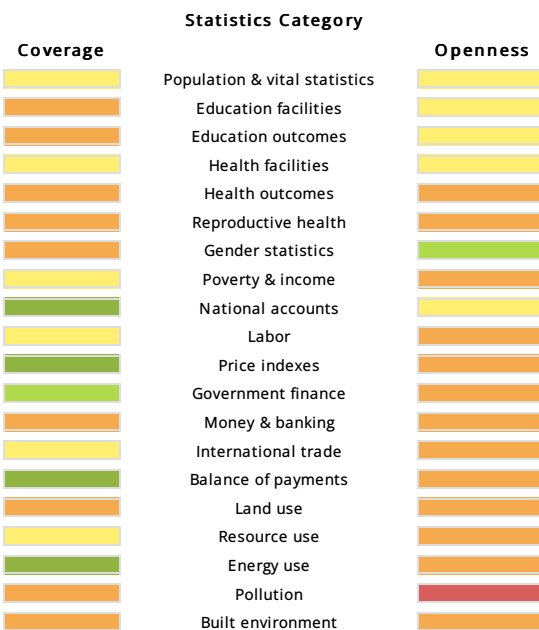 Statistics Category
Coverage
Openness
Population & vital statistics
Education facilities
Education outcomes
Health facilities
Health outcomes
Reproductive health
Gender statistics
Poverty & income
National accounts
Labor
Price indexes
Government finance
Money & banking
International trade
Balance of payments
Land use
Resource use
Energy use
Pollution
Built environment